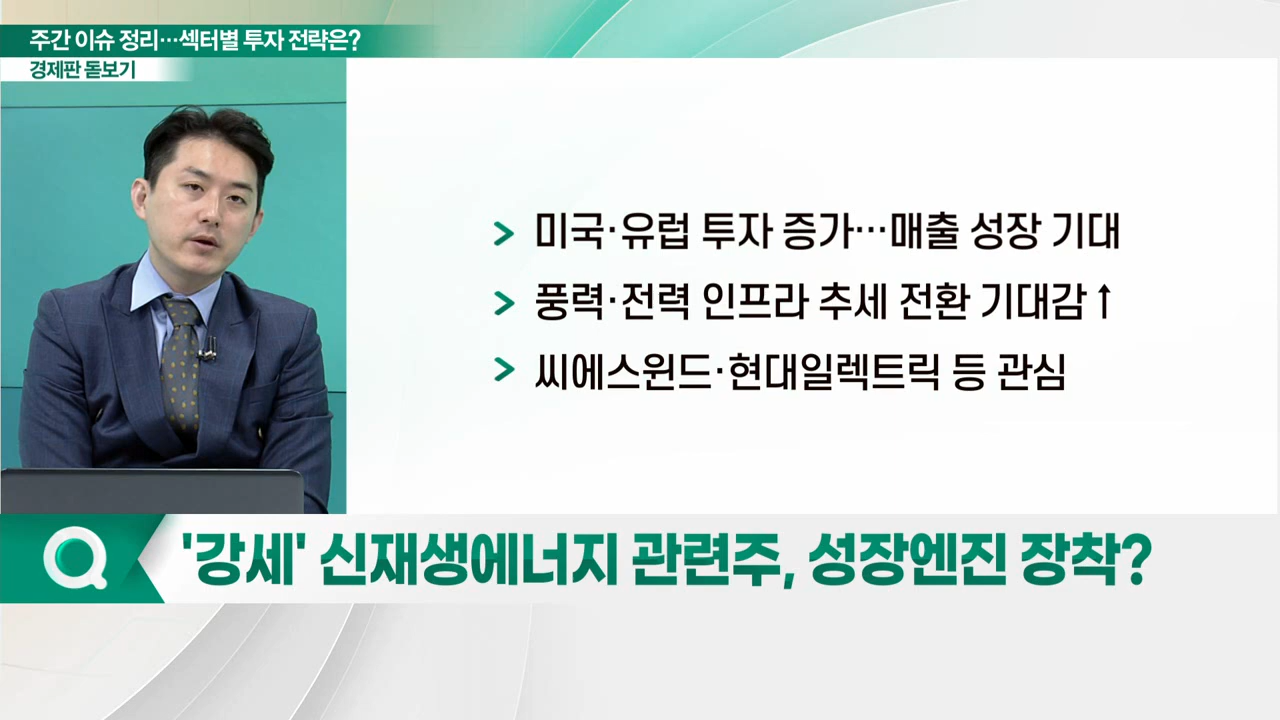 주간 이슈 정리…섹터별 투자 전략은?
경제판 돋보기
> 미국·유럽 투자 증가…매출 성장 기대
> 풍력·전력 인프라 추세 전환 기대감↑
> 씨에스윈드·현대일렉트릭 등 관심
Q '강세' 신재생에너지 관련주, 성장엔진 장착?